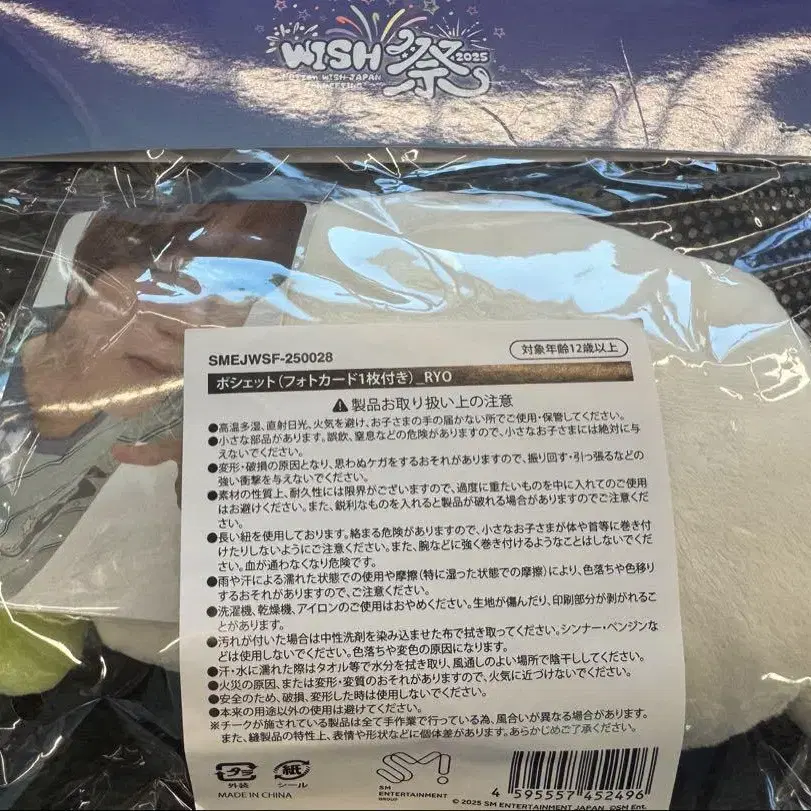 WISH祭 2025
NCT WISH JAPAN
SMEJWSF-250028
対象年齢12歳以上
ポシェット(フォトカード1枚付き)_RYO
製品お取り扱い上の注意
●高温多湿、直射日光、火気を避け、お子さまの手の届かない所でご使用・保管してください。
●小さな部品があります。誤飲、窒息などの危険がありますので、小さなお子さまには絶対に与
えないでください。
●変形・破損の原因となり、思わぬケガをするおそれがありますので、振り回す・引っ張るなどの
強い衝撃を与えないでください。
●素材の性質上、耐久性には限界がございますので、過度に重たいものを中に入れてのご使用
はお避けください。また、鋭利なものを入れると製品が破れる場合がありますのでご注意くだ
さい。
●長い紐を使用しております。絡まる危険がありますので、小さなお子さまが体や首等に巻き付
けたりしないようにご注意ください。また、腕などに強く巻き付けるようなことはしないでくだ
さい。血が通わなくなり危険です。
●雨や汗による濡れた状態での使用や摩擦(特に湿った状態での摩擦)により、色落ちや色移り
するおそれがありますので、ご注意ください。
●洗濯機、乾燥機、アイロンのご使用はおやめください。生地が傷んだり、印刷部分が剥がれるこ
とがあります。
●汚れが付いた場合は中性洗剤を染み込ませた布で拭き取ってください。シンナー・ベンジンな
どは使用しないでください。色落ちや変色の原因になります。
●汗・水に濡れた際はタオル等で水分を拭き取り、風通しのよい場所で陰干ししてください。
●火災の原因、または変形・変質のおそれがありますので、火気に近づけないでください。
●安全のため、破損、変形した時は使用しないでください。
●本来の用途以外の使用は避けてください。
※チークが施されている製品は全て手作業で行っている為、風合いが異なる場合があります。
また、縫製品の特性上、表情や形状などに個体差があります。あらかじめご了承ください。
プラ
外装
紙
シール
MADE IN CHINA
SM
ENTERTAINMENT
GROUP
4 595557 452496
© 2025 SM ENTERTAINMENT JAPAN ©SM Ent.